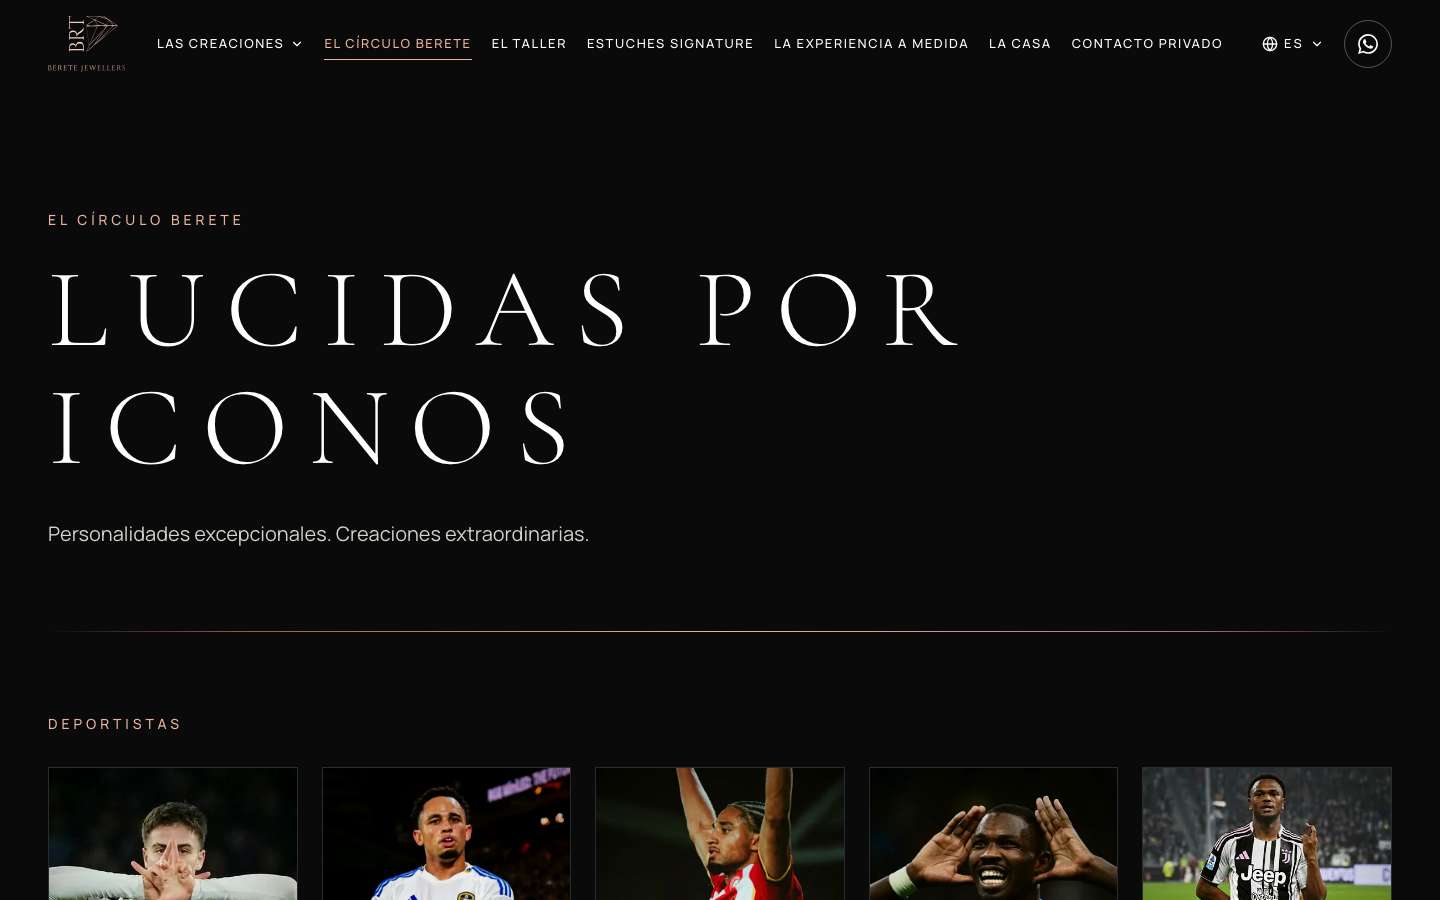 BRT
BERETE JEWELLERS
LAS CREACIONES
EL CÍRCULO BERETE
EL TALLER
ESTUCHES SIGNATURE
LA EXPERIENCIA A MEDIDA
LA CASA
CONTACTO PRIVADO
ES
EL CÍRCULO BERETE
LUCIDAS POR
ICONOS
Personalidades excepcionales. Creaciones extraordinarias.
DEPORTISTAS
Jeep